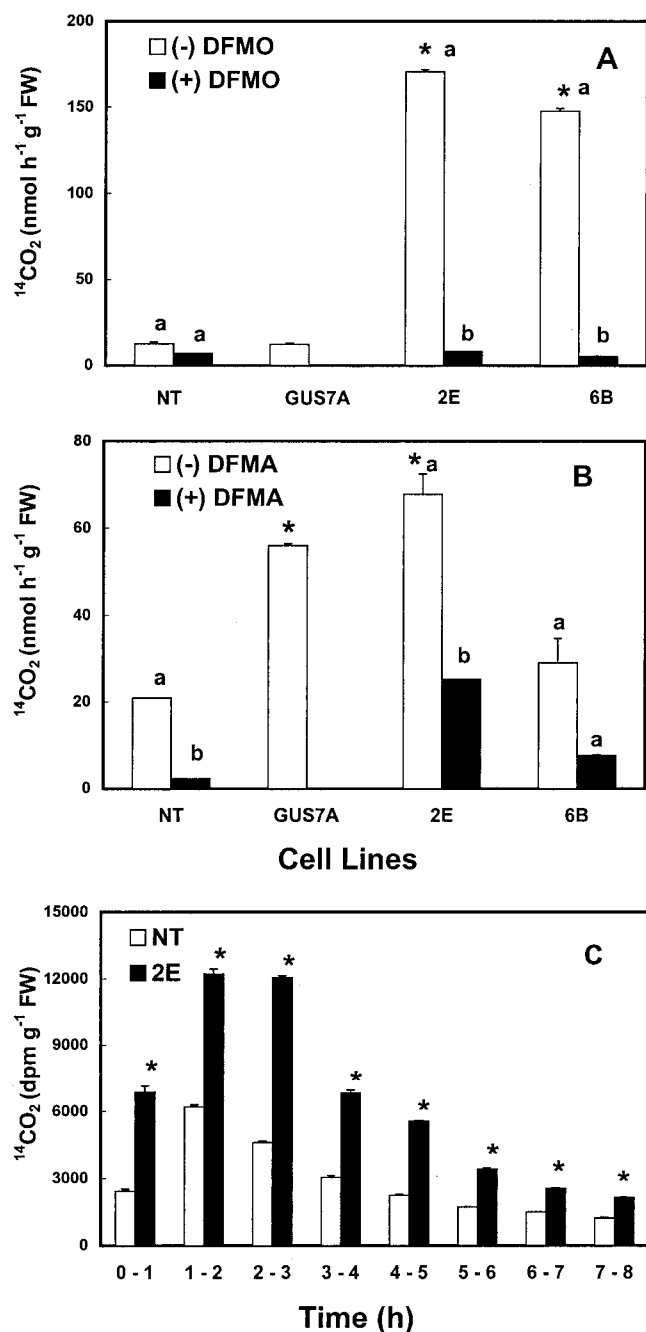 200
150
100
50
0
¹⁴CO₂ (nmol h⁻¹ g⁻¹ FW)
(-) DFMO
(+) DFMO
A
a a
* a
b
* a
b
NT GUS7A 2E 6B
80
60
40
20
0
¹⁴CO₂ (nmol h⁻¹ g⁻¹ FW)
(-) DFMA
(+) DFMA
B
a
b
*
* a
b
a
a
NT GUS7A 2E 6B
Cell Lines
15000
12000
9000
6000
3000
0
¹⁴CO₂ (dpm g⁻¹ FW)
NT
2E
C
* * * * * * * *
0 - 1 1 - 2 2 - 3 3 - 4 4 - 5 5 - 6 6 - 7 7 - 8
Time (h)